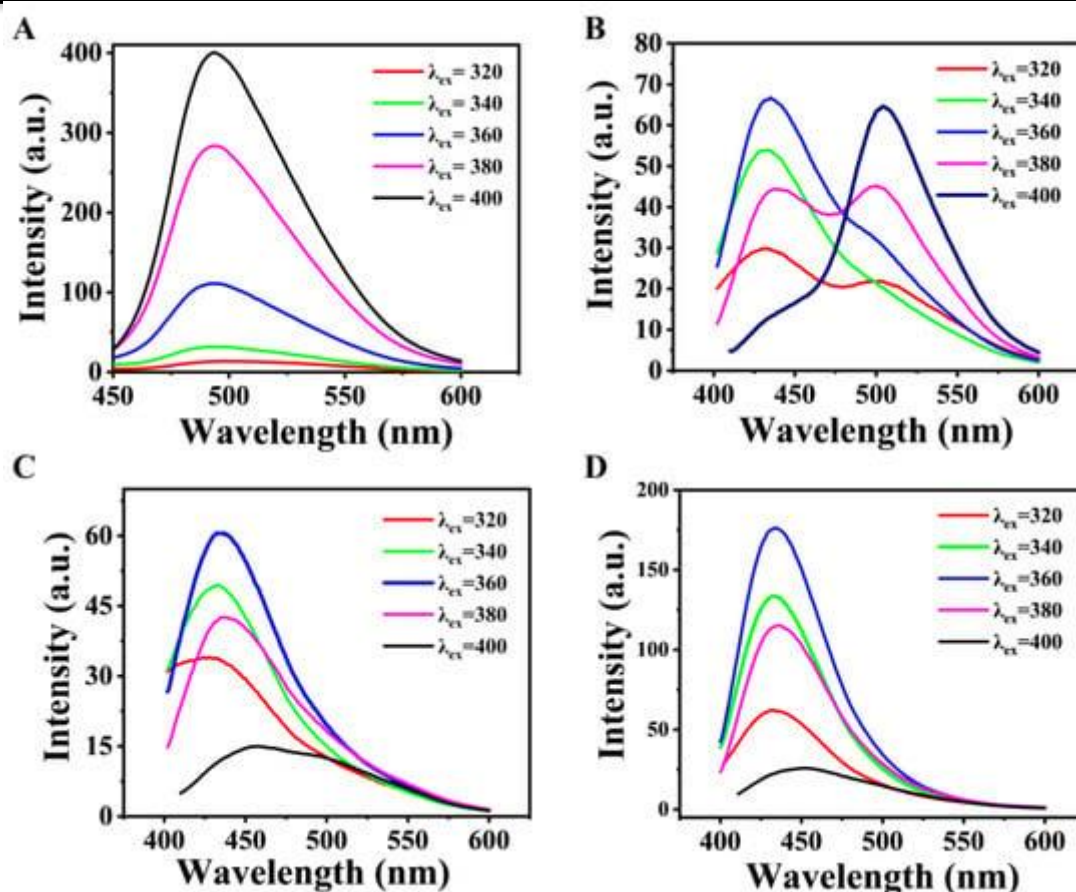 A
Intensity (a.u.)
400
300
200
100
0
λex= 320
λex= 340
λex= 360
λex= 380
λex= 400
450 500 550 600
Wavelength (nm)
B
Intensity (a.u.)
80
70
60
50
40
30
20
10
0
λex=320
λex=340
λex=360
λex=380
λex=400
400 450 500 550 600
Wavelength (nm)
C
Intensity (a.u.)
60
45
30
15
0
λex=320
λex=340
λex=360
λex=380
λex=400
400 450 500 550 600
Wavelength (nm)
D
Intensity (a.u.)
200
150
100
50
0
λex=320
λex=340
λex=360
λex=380
λex=400
400 450 500 550 600
Wavelength (nm)